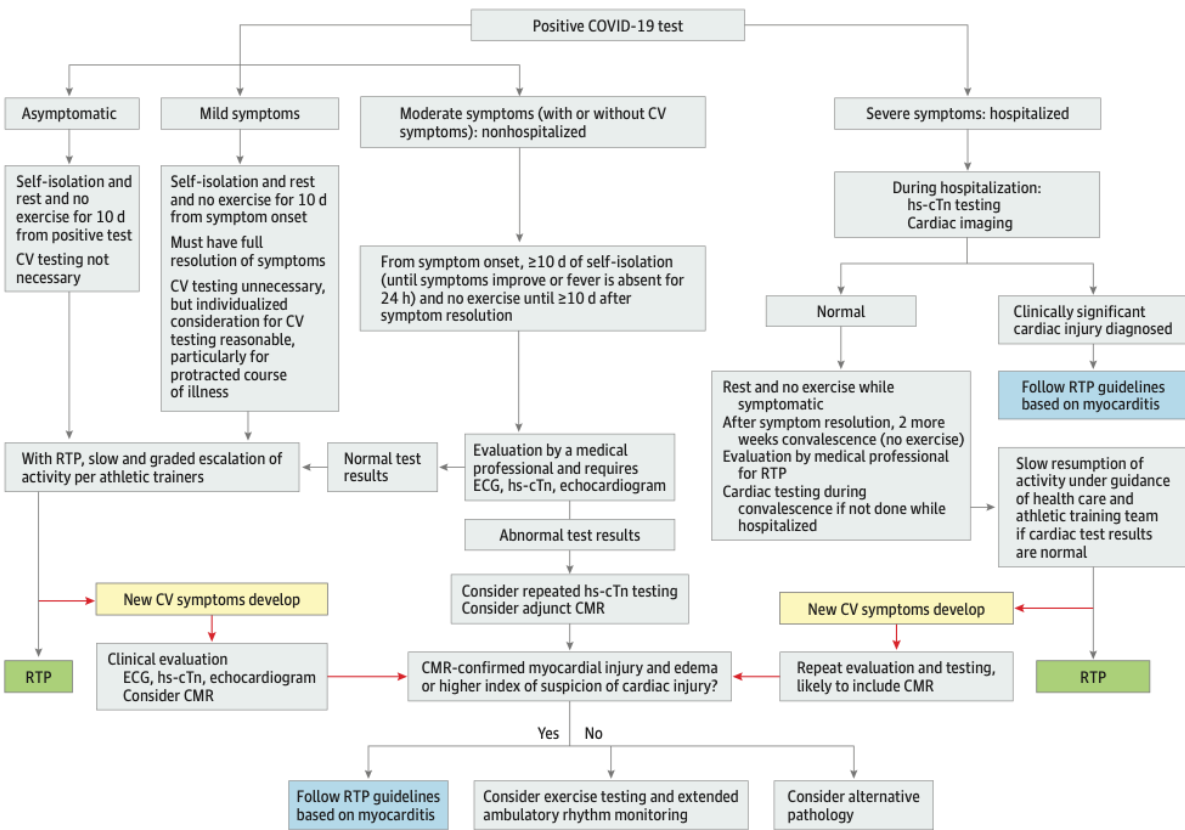 Positive COVID-19 test
Asymptomatic
Mild symptoms
Moderate symptoms (with or without CV
symptoms): nonhospitalized
Severe symptoms: hospitalized
Self-isolation and
rest and no
exercise for 10 d
from positive test
CV testing not
necessary
Self-isolation and rest
and no exercise for 10 d
from symptom onset
Must have full
resolution of symptoms
CV testing unnecessary,
but individualized
consideration for CV
testing reasonable,
particularly for
protracted course
of illness
From symptom onset, ≥10 d of self-isolation
(until symptoms improve or fever is absent for
24 h) and no exercise until ≥10 d after
symptom resolution
During hospitalization:
hs-cTn testing
Cardiac imaging
Normal
Clinically significant
cardiac injury diagnosed
Rest and no exercise while
symptomatic
After symptom resolution, 2 more
weeks convalescence (no exercise)
Evaluation by medical professional
for RTP
Cardiac testing during
convalescence if not done while
hospitalized
Follow RTP guidelines
based on myocarditis
With RTP, slow and graded escalation of
activity per athletic trainers
Normal test
results
Evaluation by a medical
professional and requires
ECG, hs-cTn, echocardiogram
Slow resumption of
activity under guidance
of health care and
athletic training team
if cardiac test results
are normal
Abnormal test results
Consider repeated hs-cTn testing
Consider adjunct CMR
New CV symptoms develop
New CV symptoms develop
RTP
Clinical evaluation
ECG, hs-cTn, echocardiogram
Consider CMR
CMR-confirmed myocardial injury and edema
or higher index of suspicion of cardiac injury?
Repeat evaluation and testing,
likely to include CMR
RTP
Yes
No
Follow RTP guidelines
based on myocarditis
Consider exercise testing and extended
ambulatory rhythm monitoring
Consider alternative
pathology